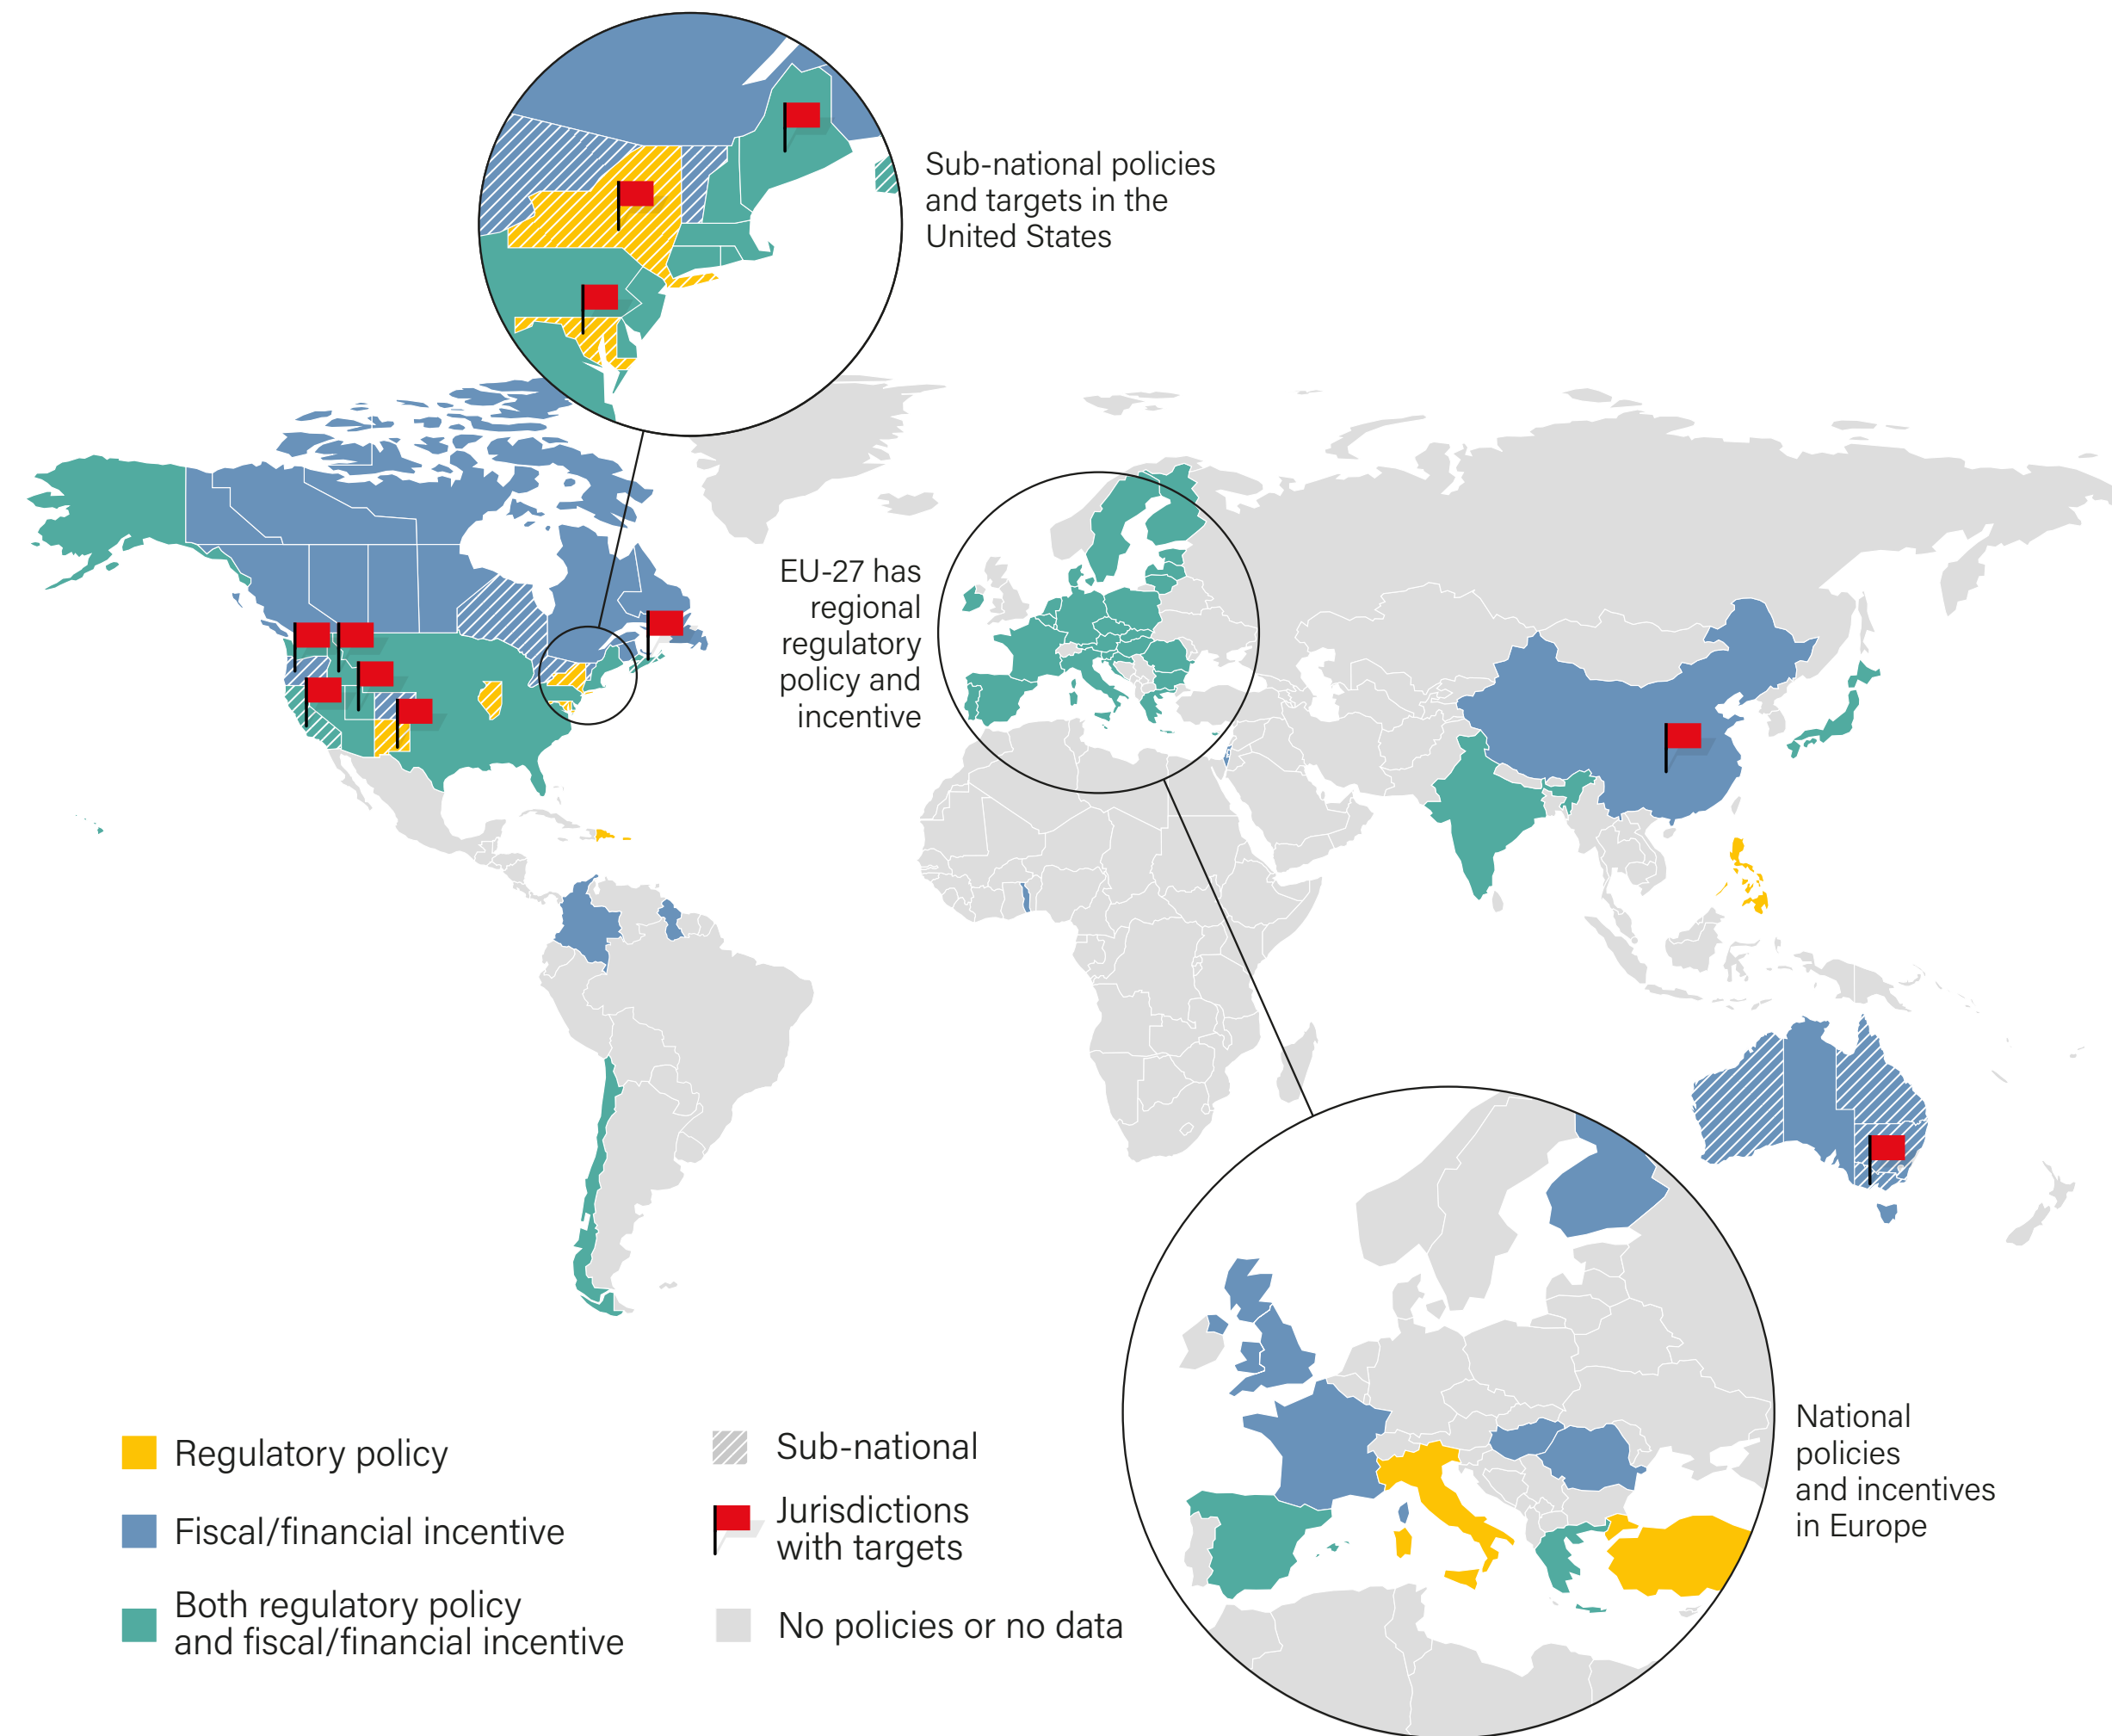 Sub-national policies
and targets in the
United States
EU-27 has
regional
regulatory
policy and
incentive
National
policies
and incentives
in Europe
Regulatory policy
Fiscal/financial incentive
Both regulatory policy
and fiscal/financial incentive
Sub-national
Jurisdictions
with targets
No policies or no data